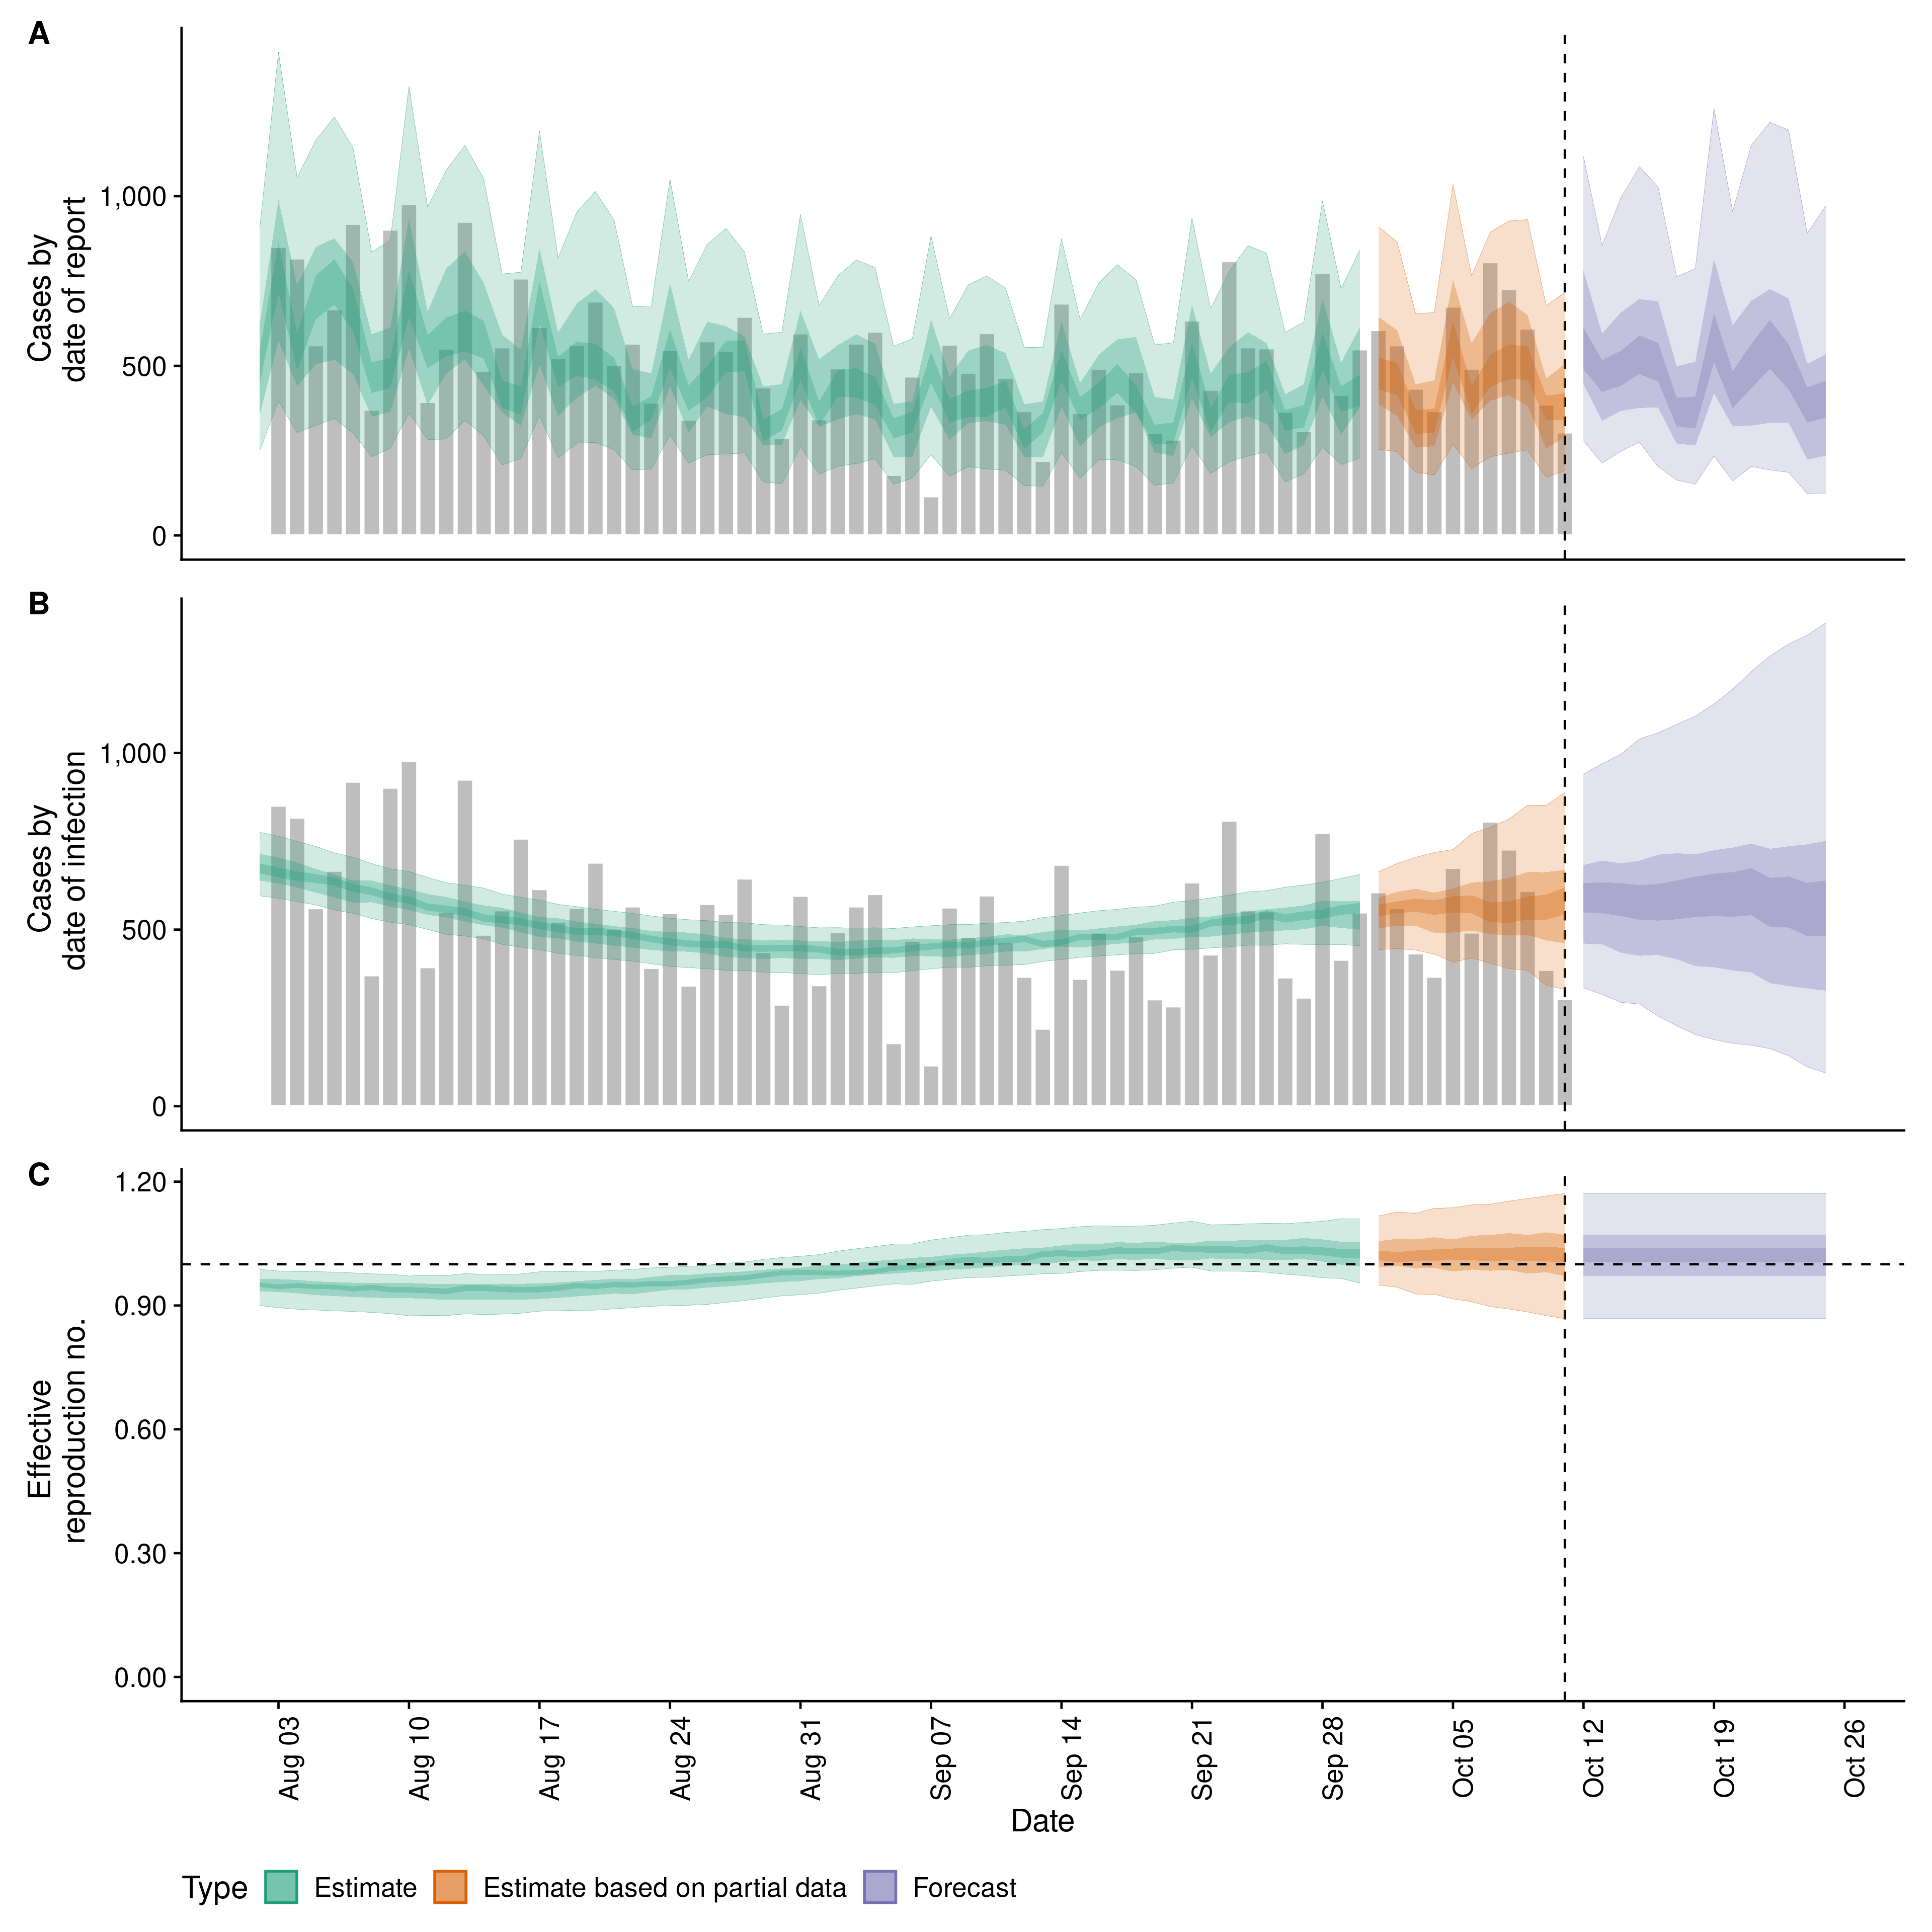 A
Cases by
date of report
1,000
500
0
B
Cases by
date of infection
1,000
500
0
C
Effective
reproduction no.
1.20
0.90
0.60
0.30
0.00
Aug 03
Aug 10
Aug 17
Aug 24
Aug 31
Sep 07
Sep 14
Sep 21
Sep 28
Oct 05
Oct 12
Oct 19
Oct 26
Date
Type Estimate Estimate based on partial data Forecast